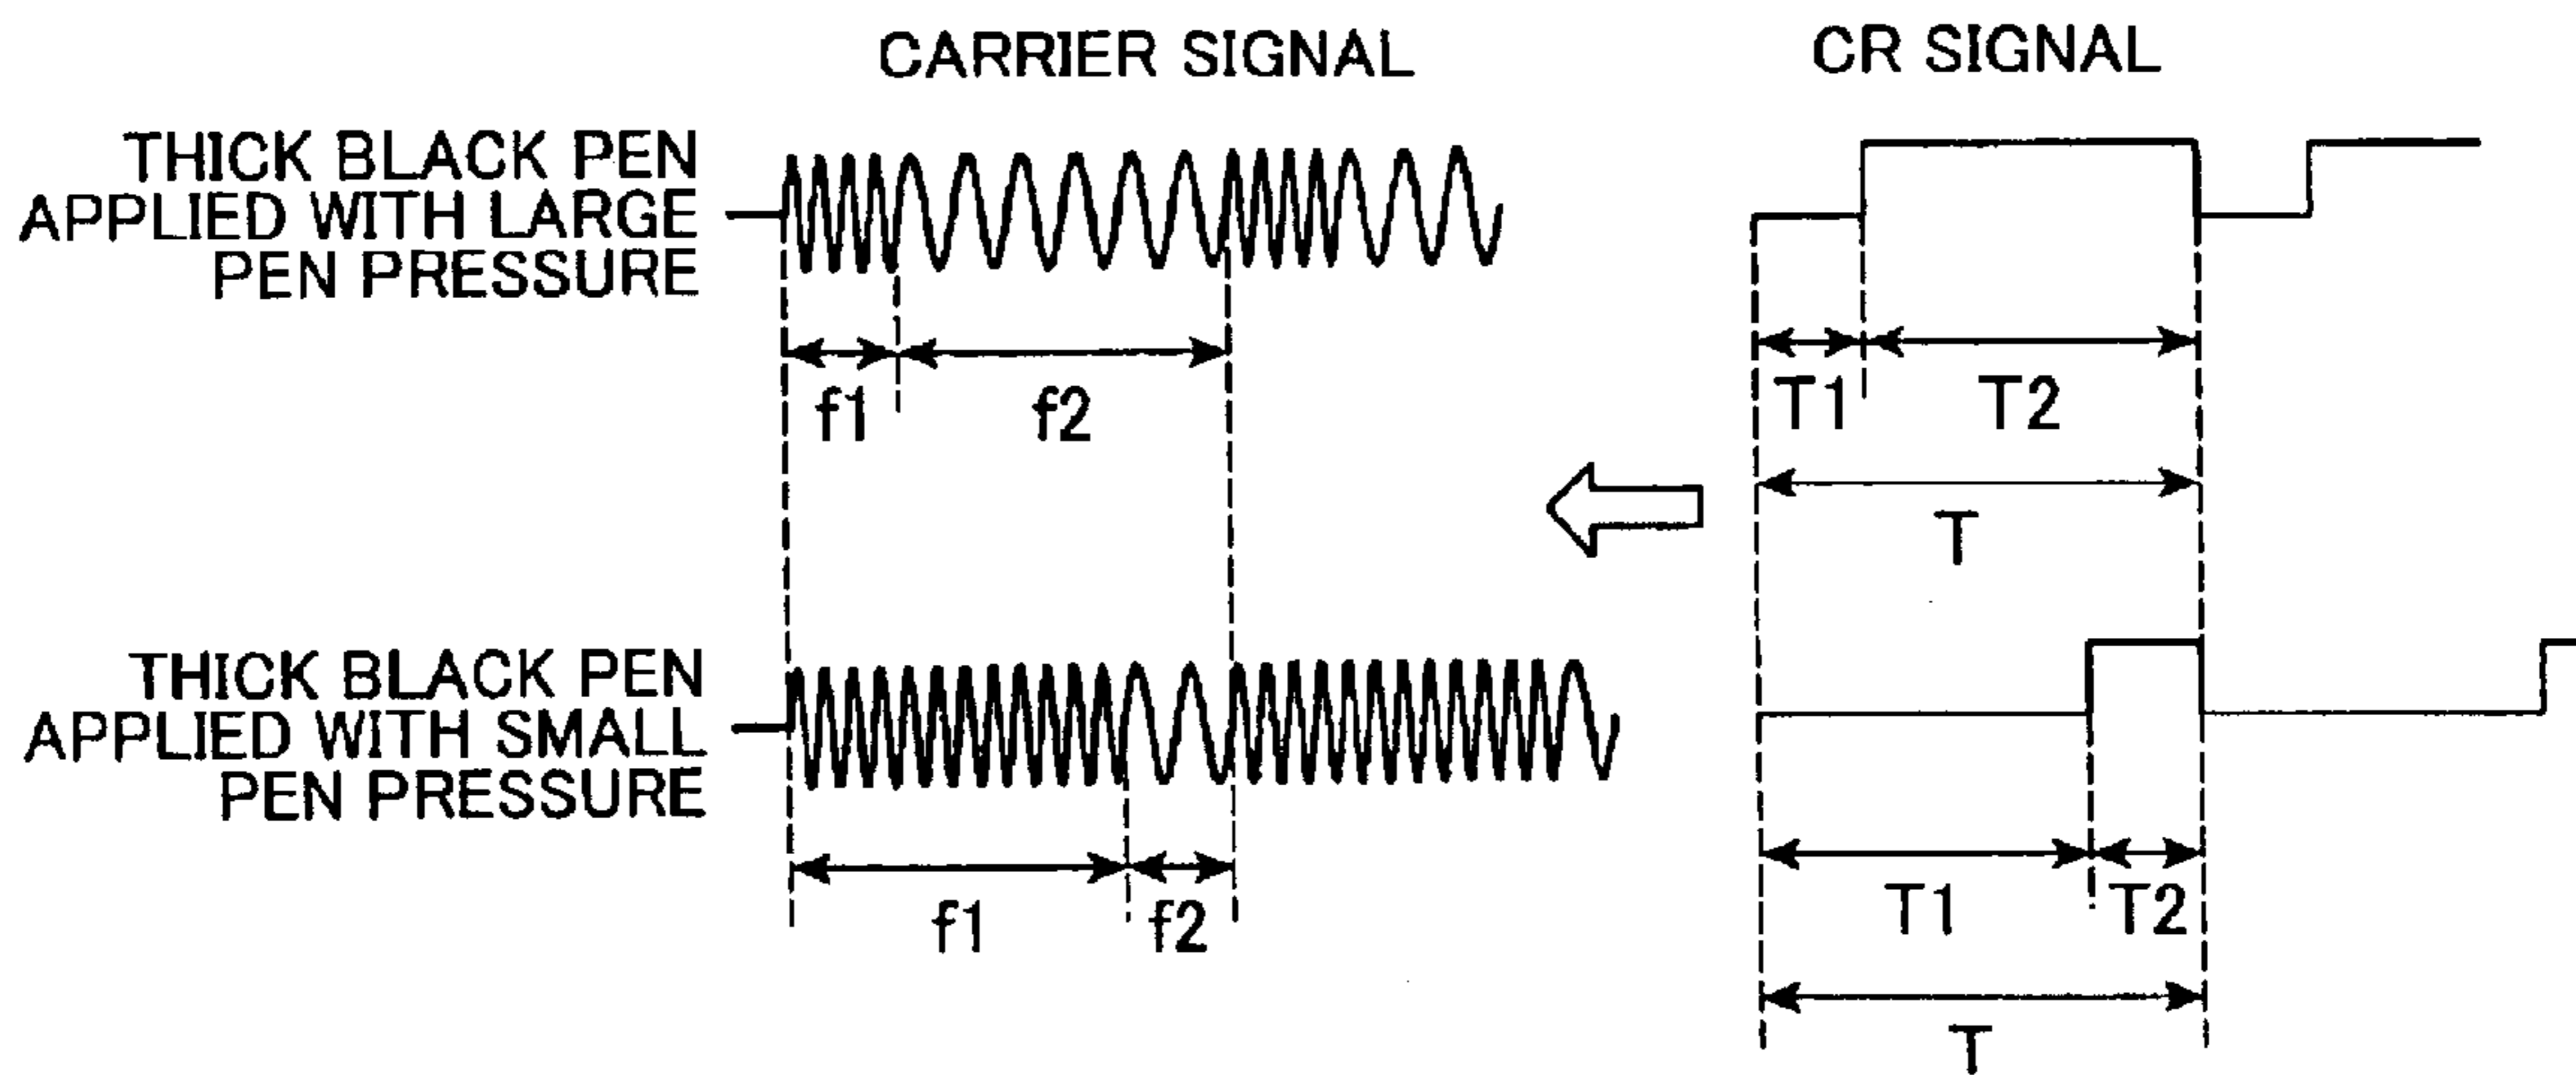 CARRIER SIGNAL
CR SIGNAL
THICK BLACK PEN
APPLIED WITH LARGE
PEN PRESSURE
f1
f2
T1
T2
T
THICK BLACK PEN
APPLIED WITH SMALL
PEN PRESSURE
f1
f2
T1
T2
T